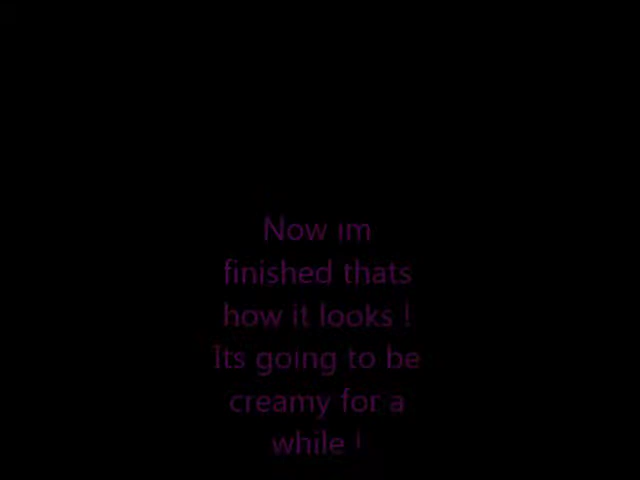 Now im
finished thats
how it looks !
Its going to be
creamy for a
while !